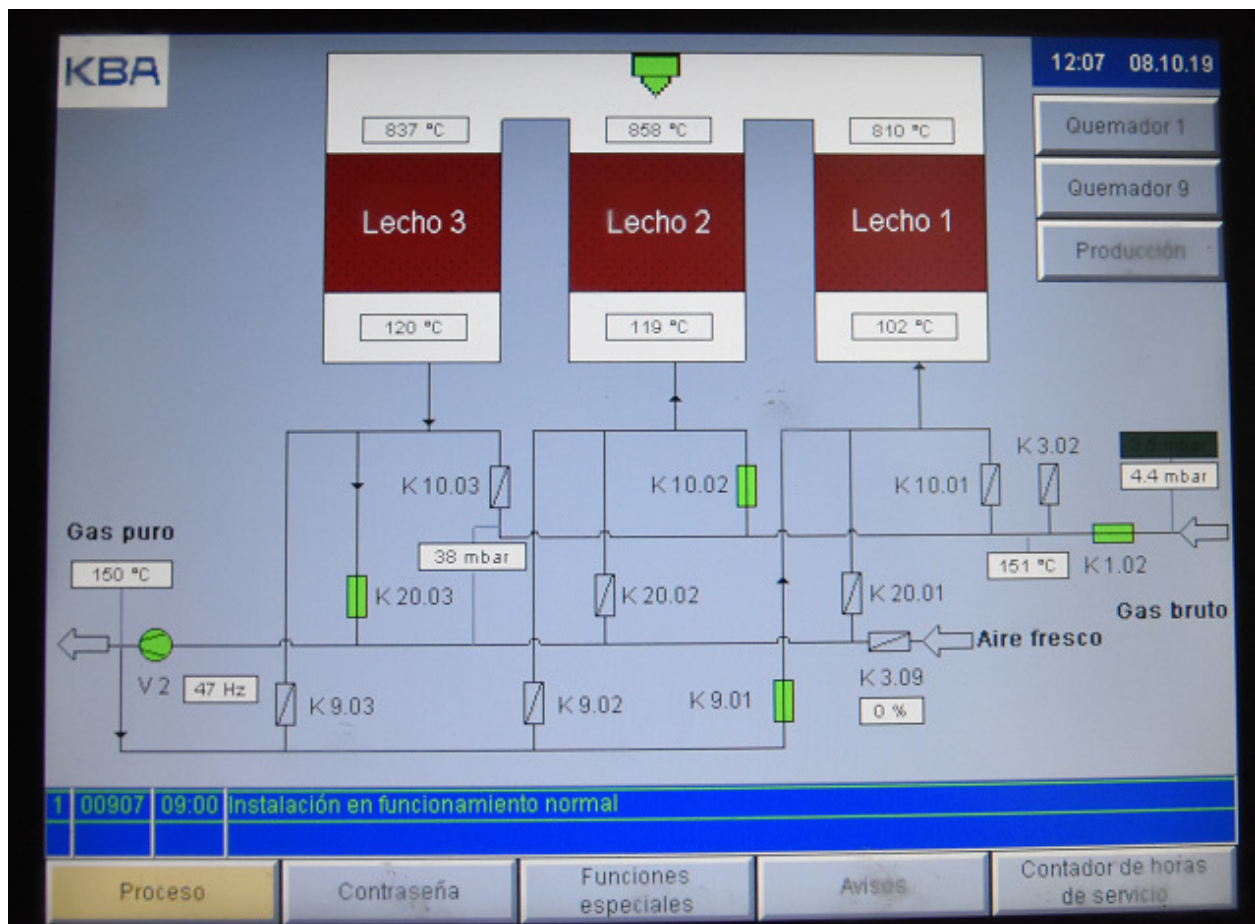 KBA
12:07 08.10.19
837 °C
858 °C
810 °C
Quemador 1
Quemador 9
Producción
Lecho 3
Lecho 2
Lecho 1
120 °C
119 °C
102 °C
K 3.02
K 10.03
K 10.02
K 10.01
3.6 mbar
4.4 mbar
Gas puro
38 mbar
150 °C
151 °C
K 1.02
K 20.03
K 20.02
K 20.01
Gas bruto
Aire fresco
V 2
47 Hz
K 9.03
K 9.02
K 9.01
K 3.09
0 %
1 00907 09:00 Instalación en funcionamiento normal
Proceso
Contraseña
Funciones
especiales
Avisos
Contador de horas
de servicio